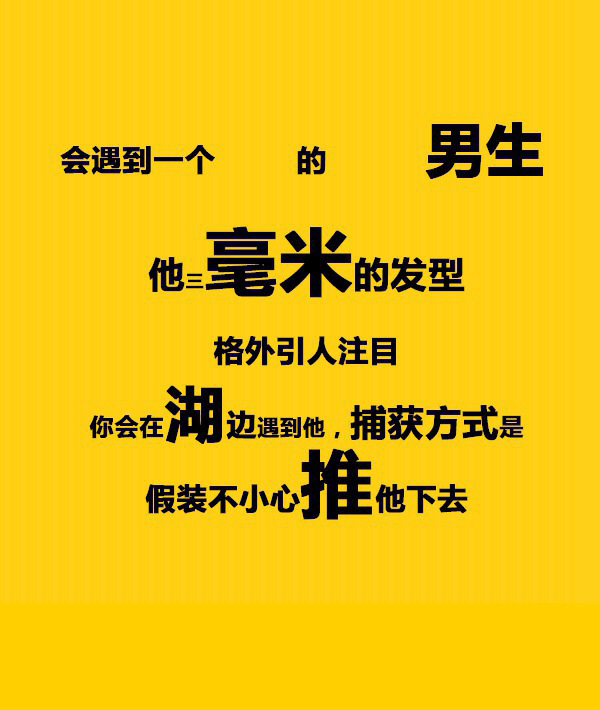 会遇到一个 的 男生
他三毫米的发型
格外引人注目
你会在湖边遇到他，捕获方式是
假装不小心推他下去